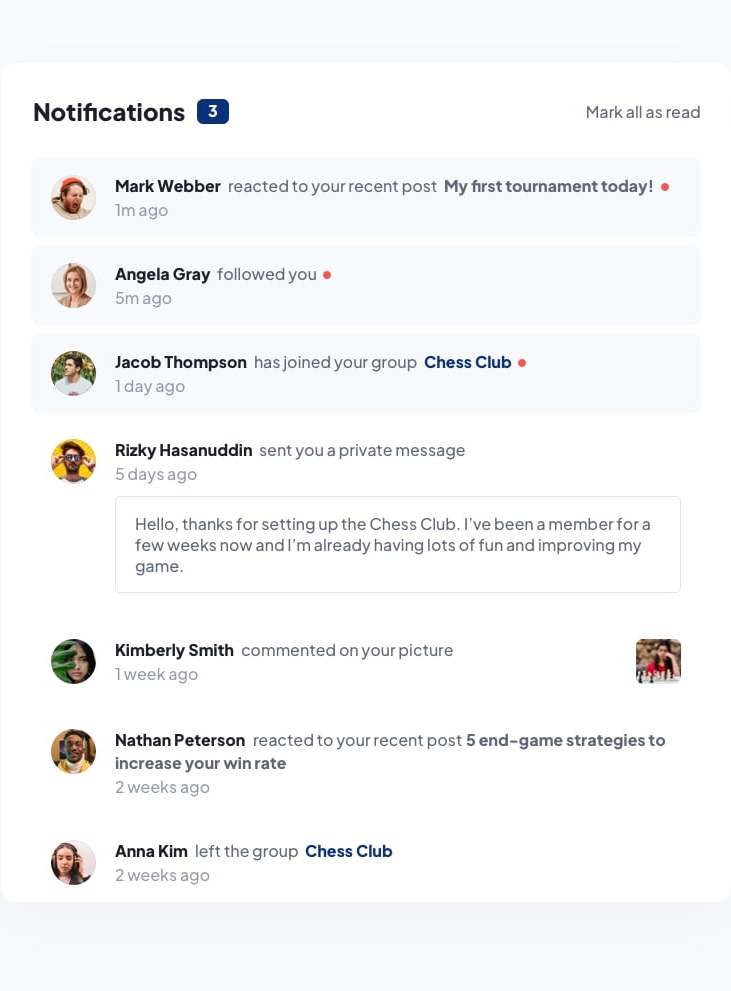 Notifications 3 Mark all as read
Mark Webber reacted to your recent post My first tournament today!
1m ago
Angela Gray followed you
5m ago
Jacob Thompson has joined your group Chess Club
1 day ago
Rizky Hasanuddin sent you a private message
5 days ago
Hello, thanks for setting up the Chess Club. I’ve been a member for a
few weeks now and I’m already having lots of fun and improving my
game.
Kimberly Smith commented on your picture
1 week ago
Nathan Peterson reacted to your recent post 5 end-game strategies to
increase your win rate
2 weeks ago
Anna Kim left the group Chess Club
2 weeks ago